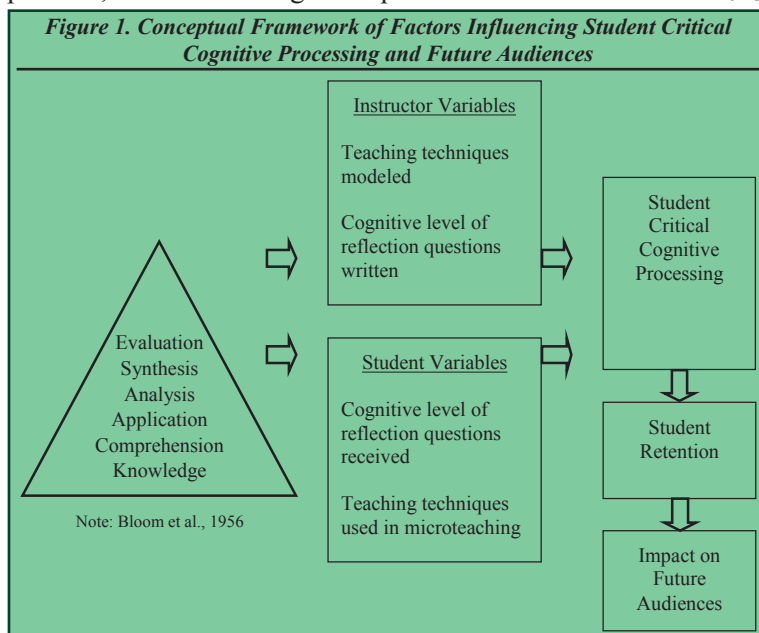 Figure 1. Conceptual Framework of Factors Influencing Student Critical
Cognitive Processing and Future Audiences
Evaluation
Synthesis
Analysis
Application
Comprehension
Knowledge
Note: Bloom et al., 1956
Instructor Variables
Teaching techniques
modeled
Cognitive level of
reflection questions
written
Student Variables
Cognitive level of
reflection questions
received
Teaching techniques
used in microteaching
Student
Critical
Cognitive
Processing
Student
Retention
Impact on
Future
Audiences